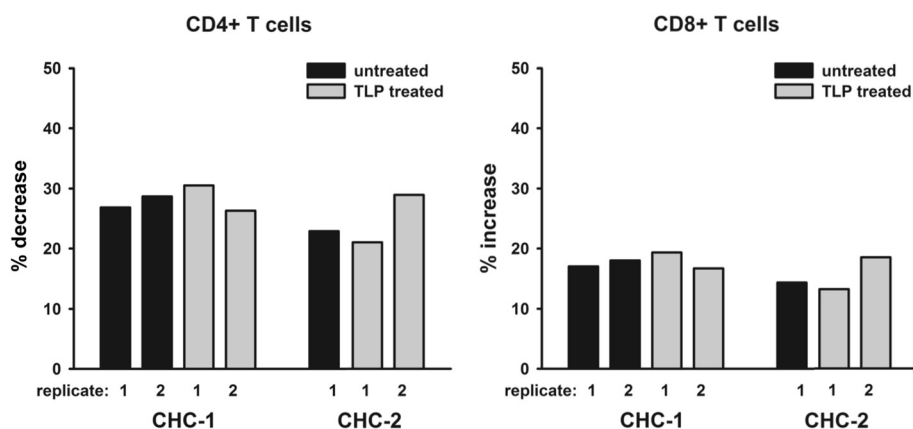 CD4+ T cells
untreated
TLP treated
% decrease
50
40
30
20
10
0
replicate: 1 2 1 2 1 1 2
CHC-1 CHC-2
CD8+ T cells
untreated
TLP treated
% increase
50
40
30
20
10
0
replicate: 1 2 1 2 1 1 2
CHC-1 CHC-2